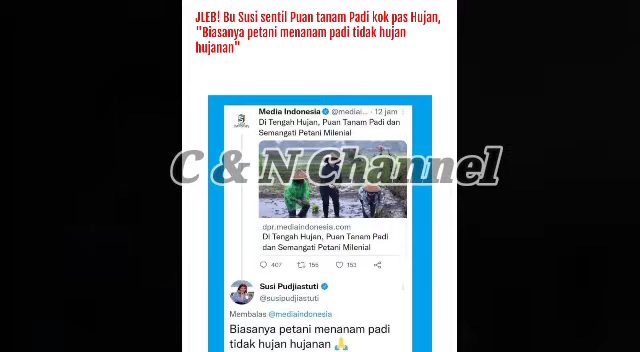 JLEB! Bu Susi sentil Puan tanam Padi kok pas Hujan,
"Biasanya petani menanam padi tidak hujan
hujanan"
Media Indonesia @mediai... · 12 jam
Di Tengah Hujan, Puan Tanam Padi dan
Semangati Petani Milenial
C & N Channel
dpr.mediaindonesia.com
Di Tengah Hujan, Puan Tanam Padi
dan Semangati Petani Milenial
407 155 153
Susi Pudjiastuti
@susipudjiastuti
Membalas @mediaindonesia
Biasanya petani menanam padi
tidak hujan hujanan 🙏